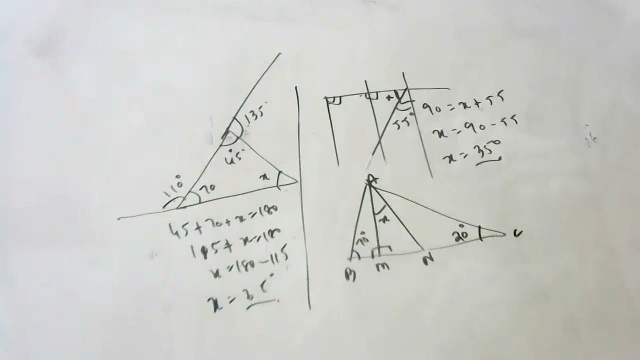 135°
45°
110° 70 x
45+70+x=180
115+x=180
x=180-115
x=65°
x
55° 90=x+55
x=90-55
x=35°
A
x
70° 20° C
B M N